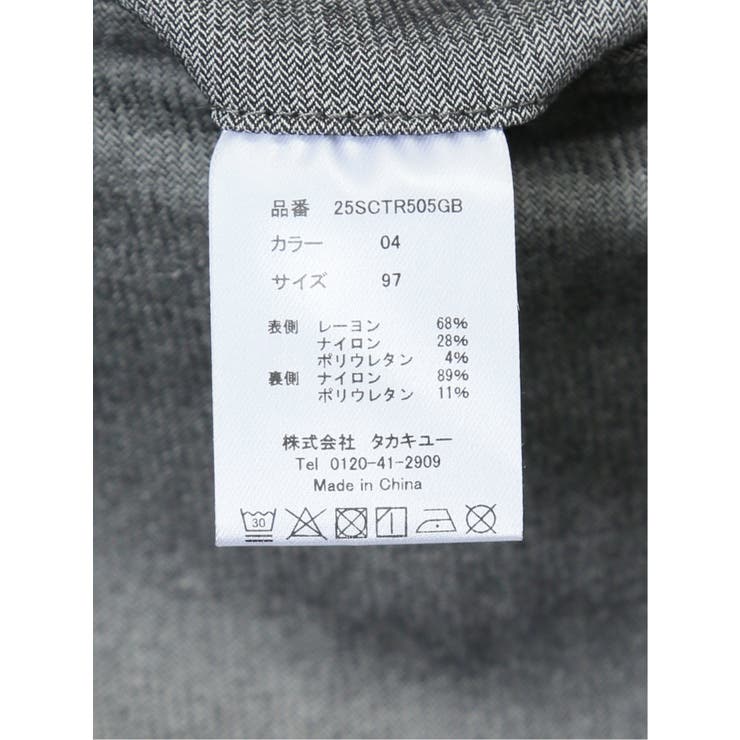 品番 25SCTR505GB
カラー 04
サイズ 97
表側 レーヨン 68%
ナイロン 28%
ポリウレタン 4%
裏側 ナイロン 89%
ポリウレタン 11%
株式会社 タカキユー
Tel 0120-41-2909
Made in China
30